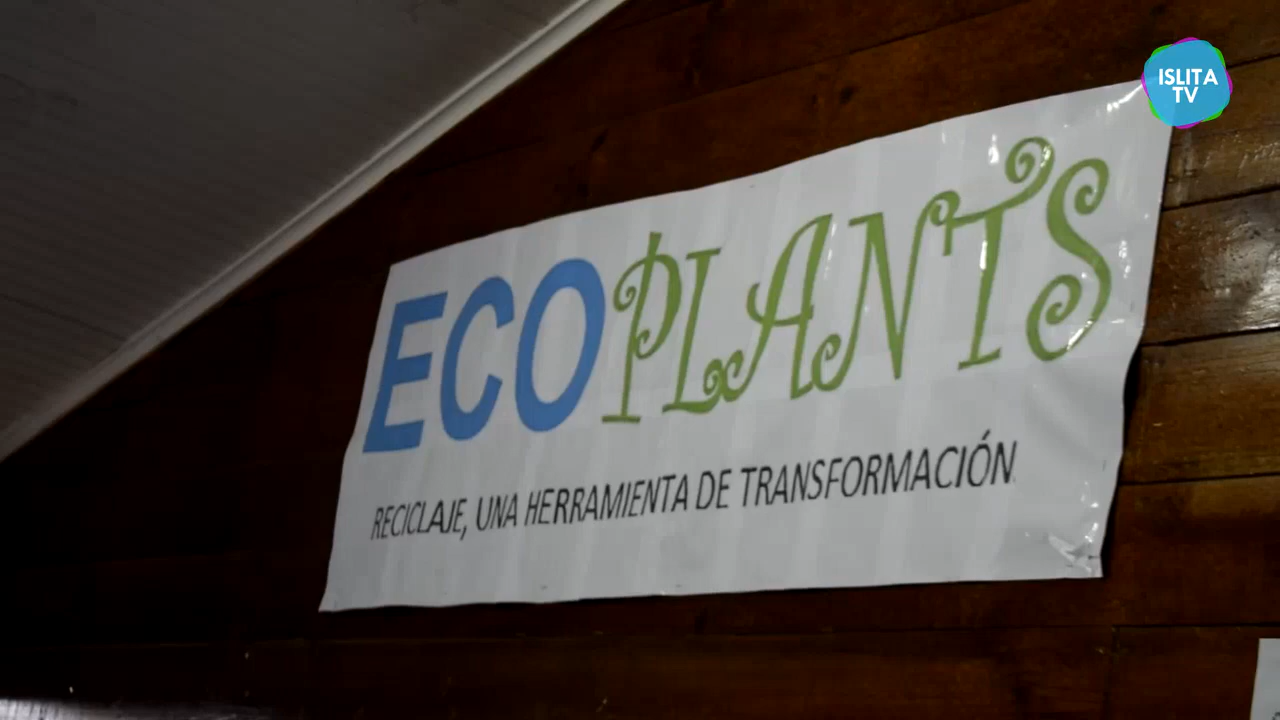 ISLITA
TV
ECOPLANTS
RECICLAJE, UNA HERRAMIENTA DE TRANSFORMACIÓN